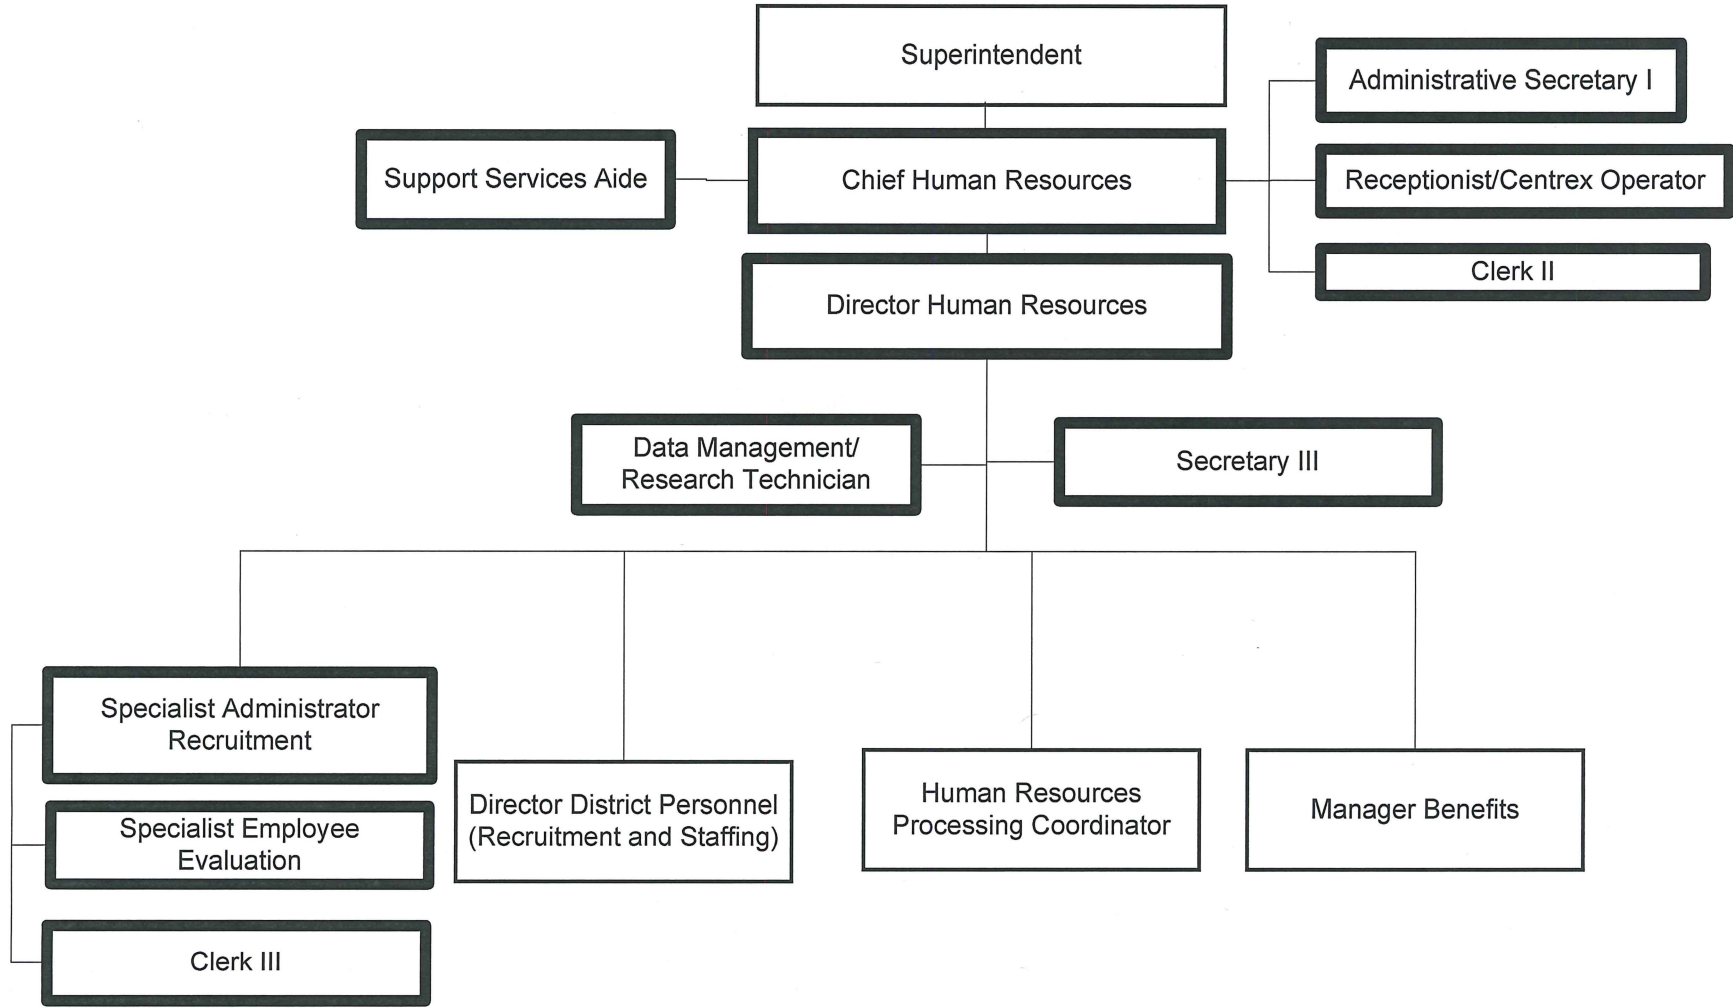 Superintendent
Administrative Secretary I
Support Services Aide
Chief Human Resources
Receptionist/Centrex Operator
Clerk II
Director Human Resources
Data Management/
Research Technician
Secretary III
Specialist Administrator
Recruitment
Director District Personnel
(Recruitment and Staffing)
Human Resources
Processing Coordinator
Manager Benefits
Specialist Employee
Evaluation
Clerk III